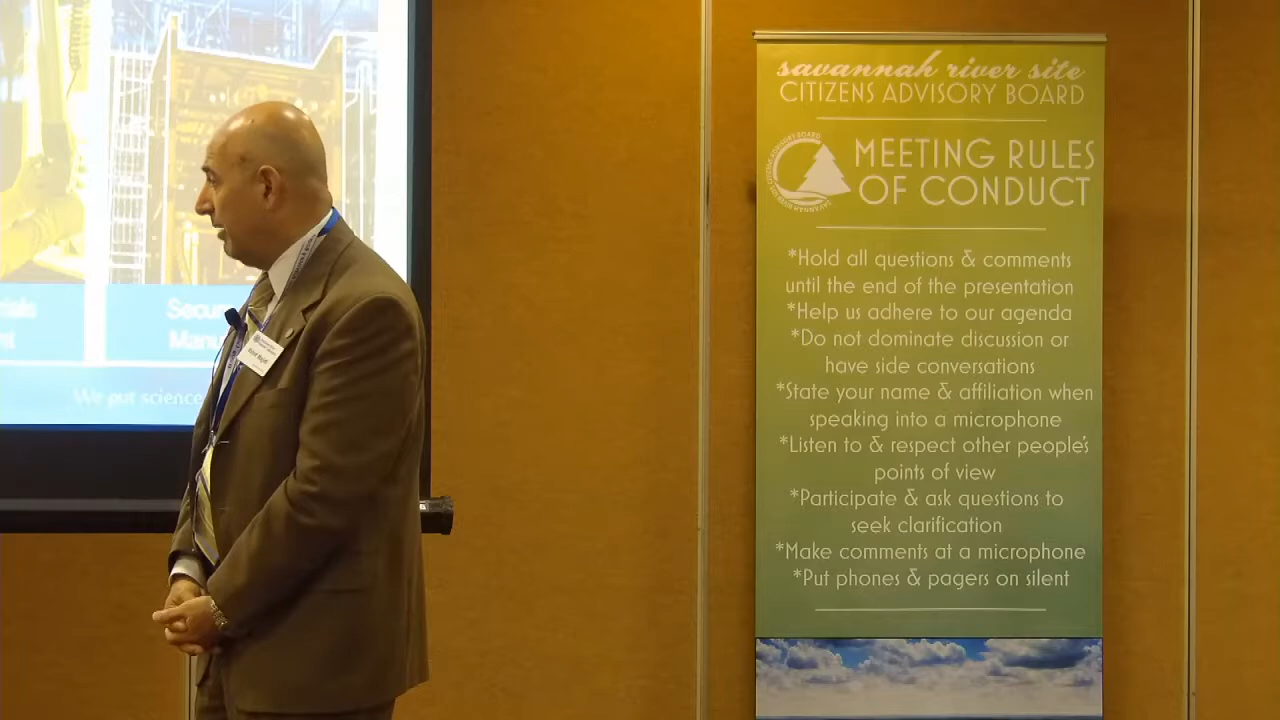 savannah river site
CITIZENS ADVISORY BOARD
MEETING RULES
OF CONDUCT
*Hold all questions & comments
until the end of the presentation
*Help us adhere to our agenda
*Do not dominate discussion or
have side conversations
*State your name & affiliation when
speaking into a microphone
*Listen to & respect other people's
points of view
*Participate & ask questions to
seek clarification
*Make comments at a microphone
*Put phones & pagers on silent
We put science